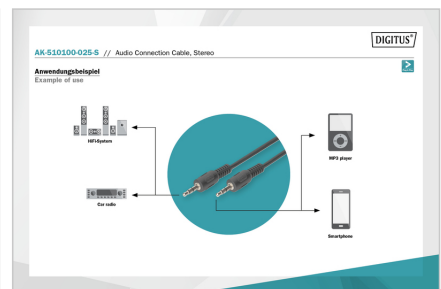 DIGITUS®
AK-510100-025-S // Audio Connection Cable, Stereo
Anwendungsbeispiel
Example of use
HIFI-System
MP3 player
Car radio
Smartphone